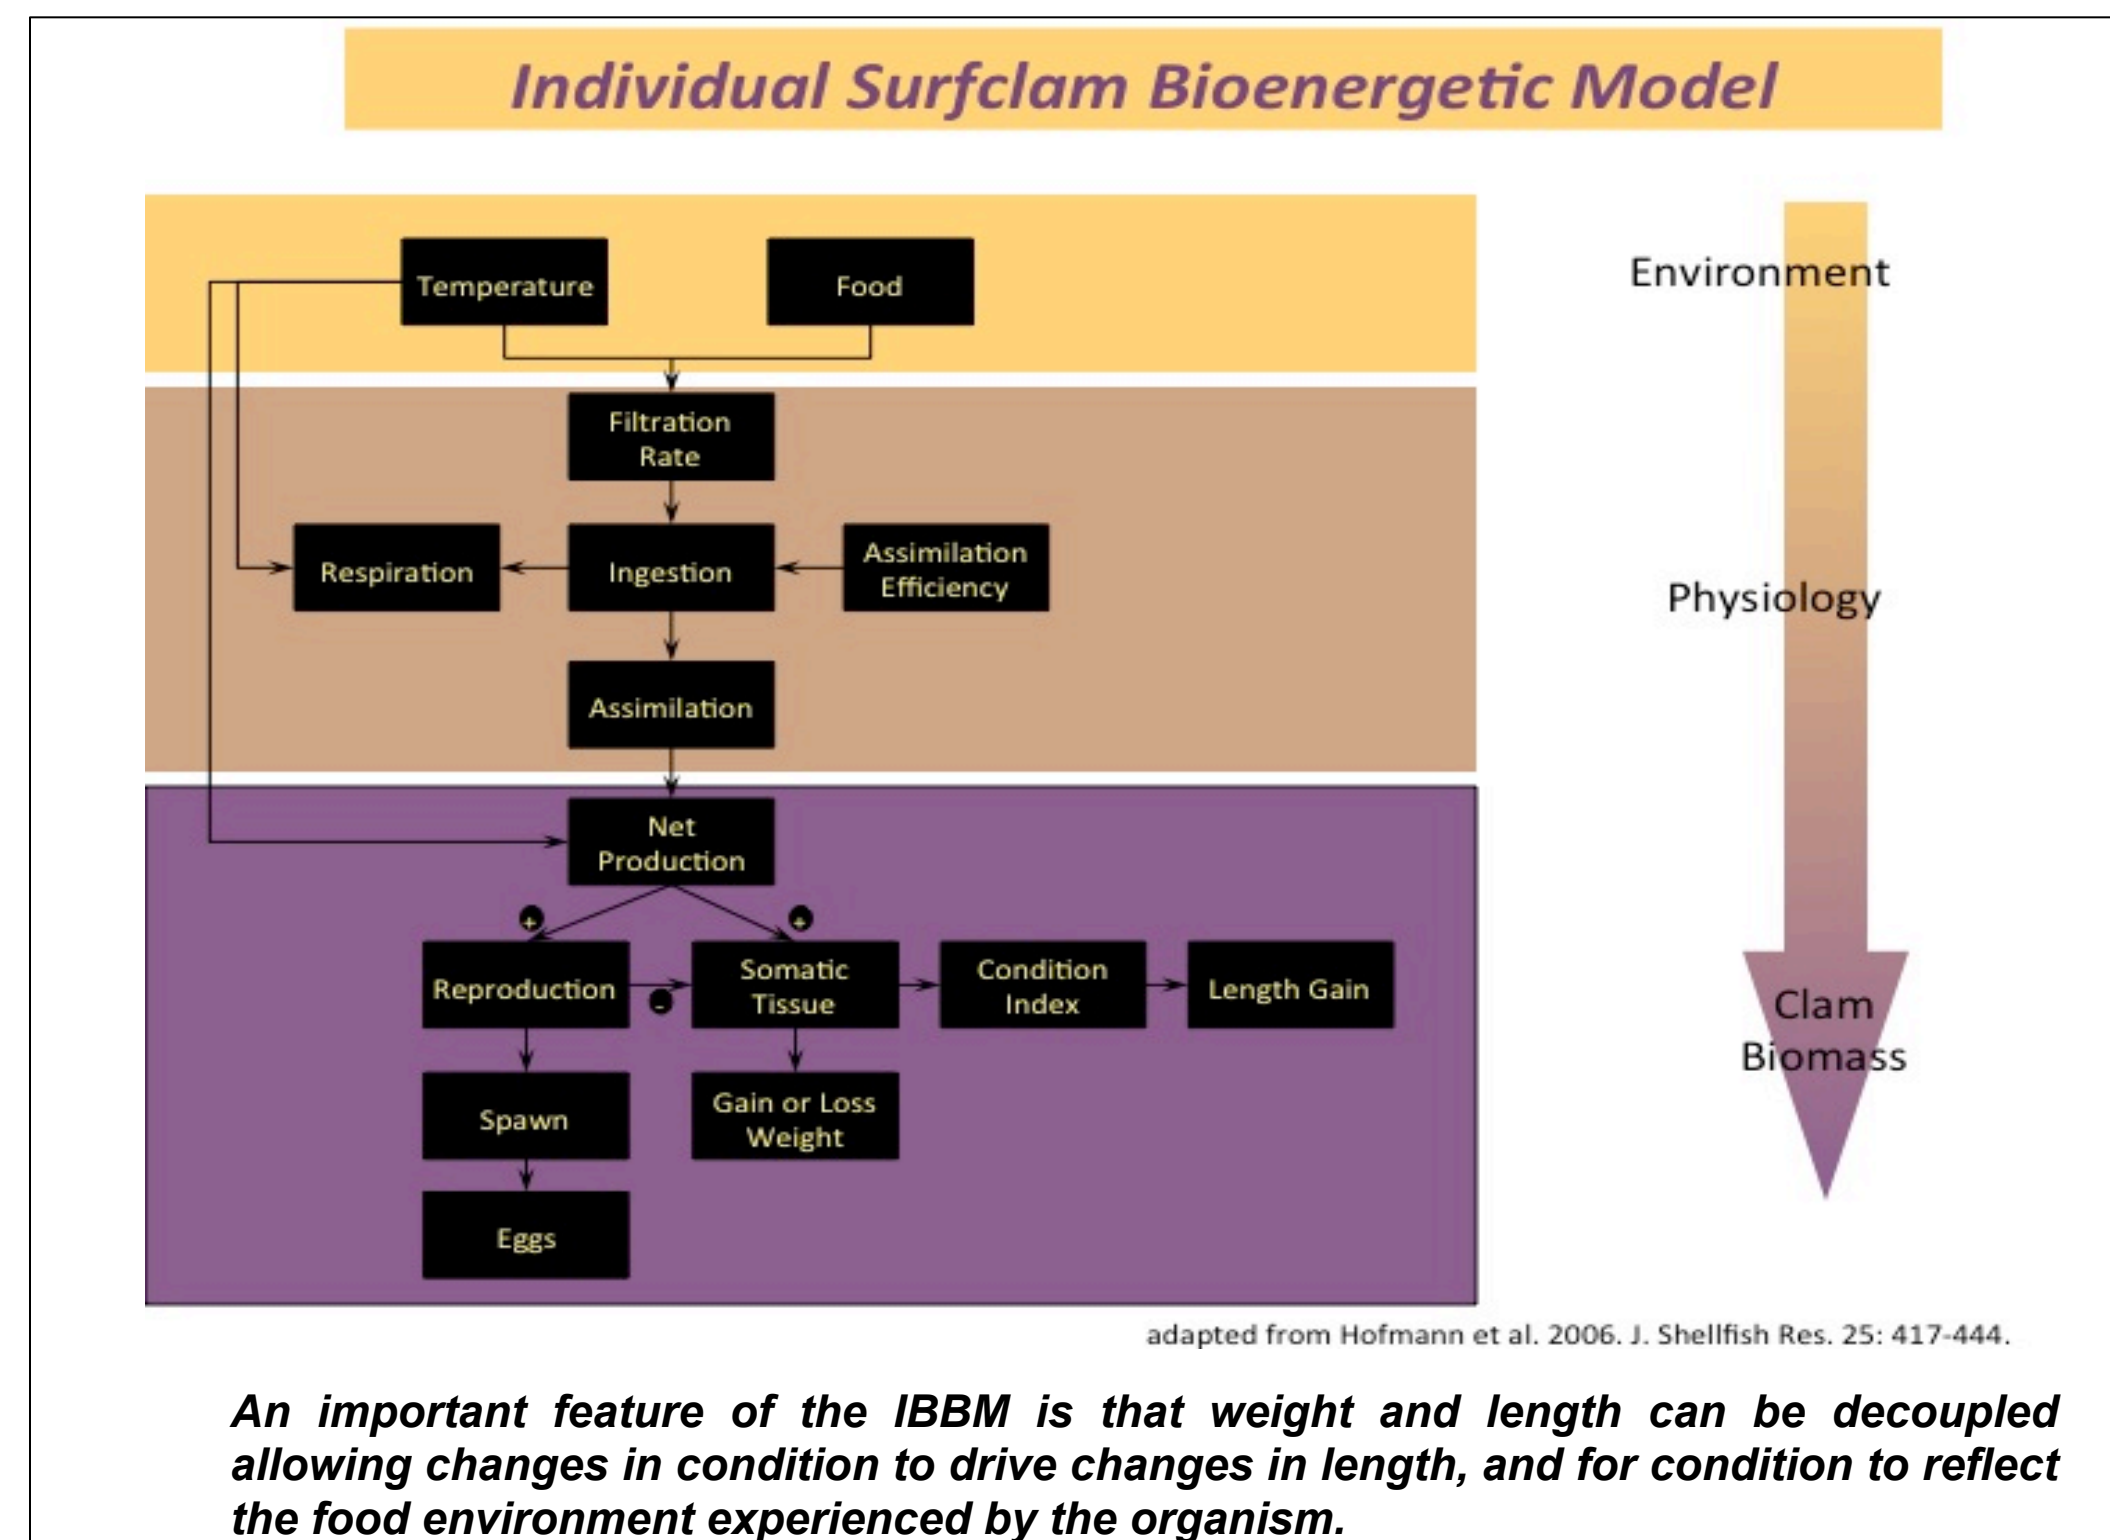 Individual Surfclam Bioenergetic Model
Temperature
Food
Environment
Filtration
Rate
Respiration
Ingestion
Assimilation
Efficiency
Physiology
Assimilation
Net
Production
+
+
Reproduction
-
Somatic
Tissue
Condition
Index
Length Gain
Clam
Biomass
Spawn
Gain or Loss
Weight
Eggs
adapted from Hofmann et al. 2006. J. Shellfish Res. 25: 417-444.
An important feature of the IBBM is that weight and length can be decoupled
allowing changes in condition to drive changes in length, and for condition to reflect
the food environment experienced by the organism.